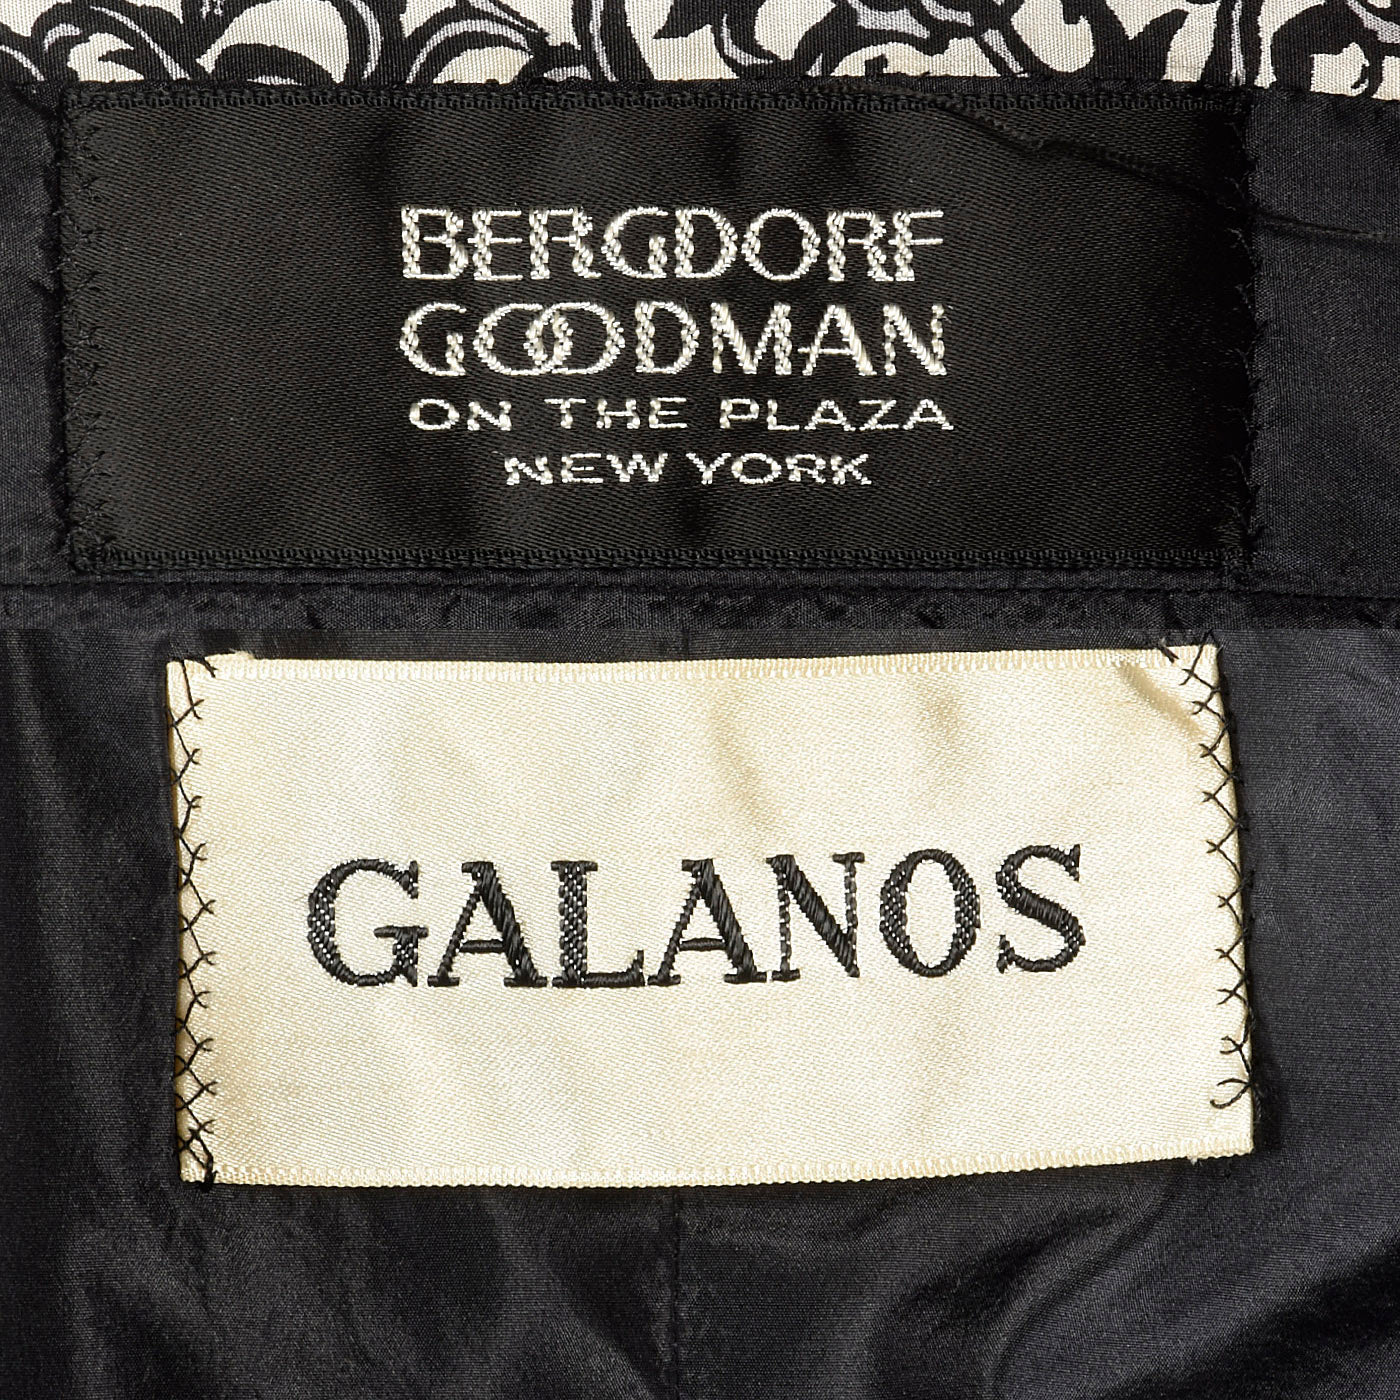 BERGDORF
GOODMAN
ON THE PLAZA
NEW YORK
GALANOS